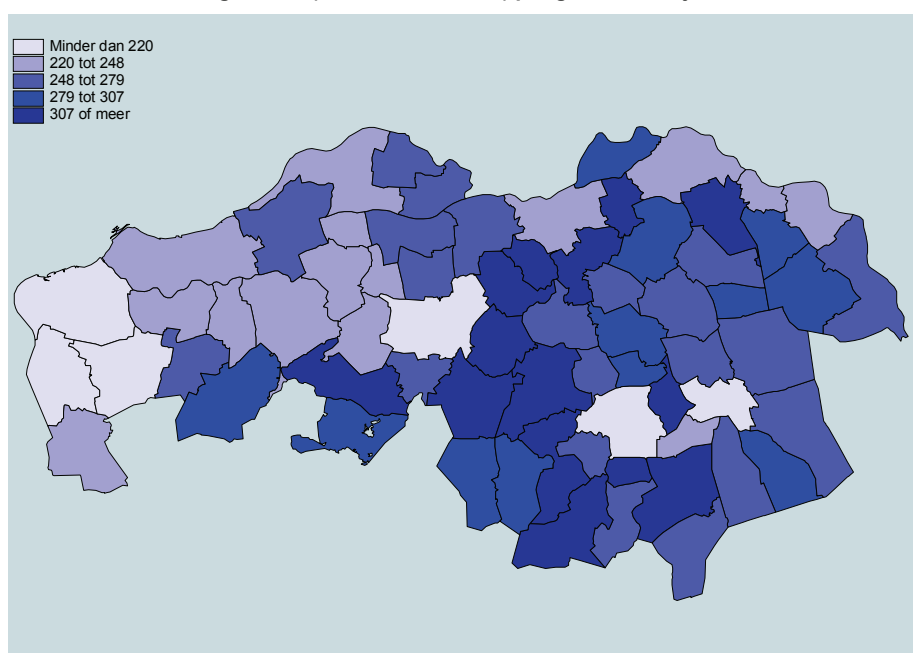 Minder dan 220
220 tot 248
248 tot 279
279 tot 307
307 of meer